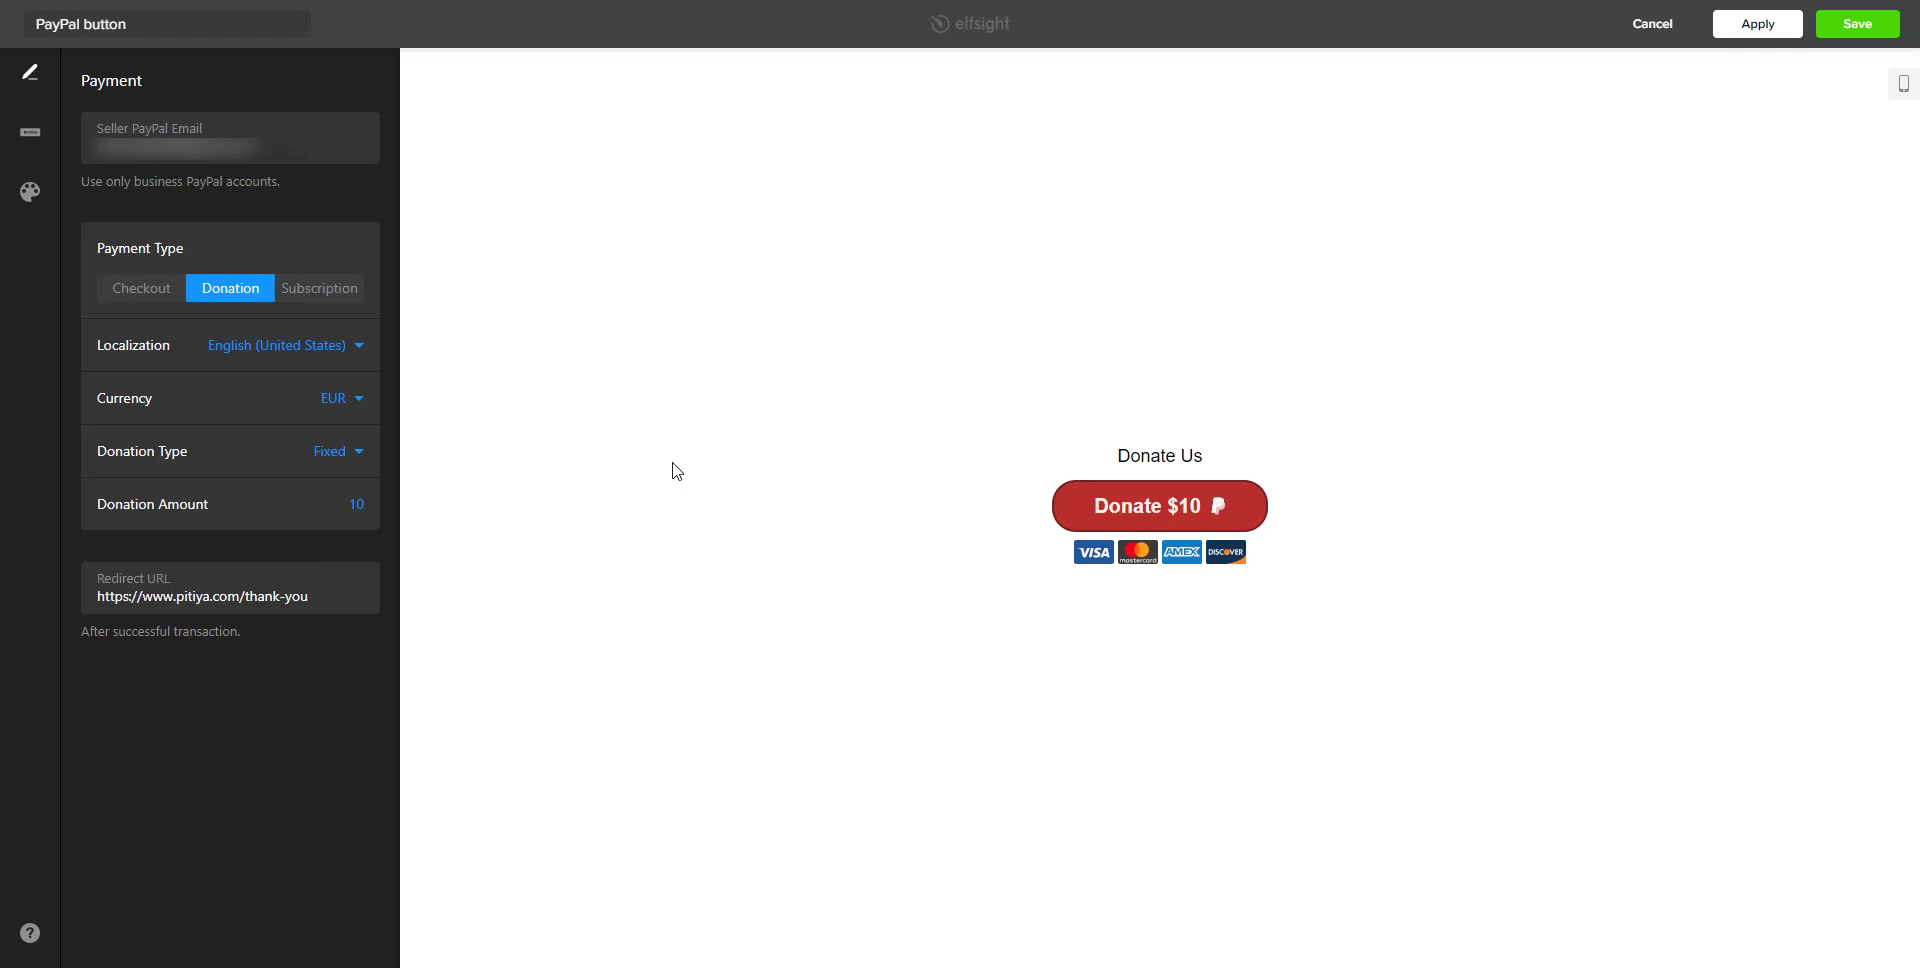 PayPal button
elfsight
Cancel
Apply
Save
Payment
Seller PayPal Email
Use only business PayPal accounts.
Payment Type
Checkout
Donation
Subscription
Localization
English (United States)
Currency
EUR
Donation Type
Fixed
Donation Amount
10
Redirect URL
https://www.pitiya.com/thank-you
After successful transaction.
Donate Us
Donate $10
VISA
mastercard
AMEX
DISCOVER
?